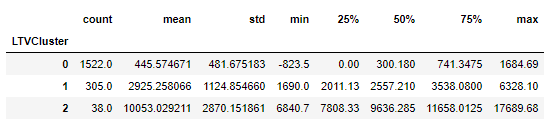 count mean std min 25% 50% 75% max
LTVCluster
0 1522.0 445.574671 481.675183 -823.5 0.00 300.180 741.3475 1684.69
1 305.0 2925.258066 1124.854660 1690.0 2011.13 2557.210 3538.0800 6328.10
2 38.0 10053.029211 2870.151861 6840.7 7808.33 9636.285 11658.0125 17689.68